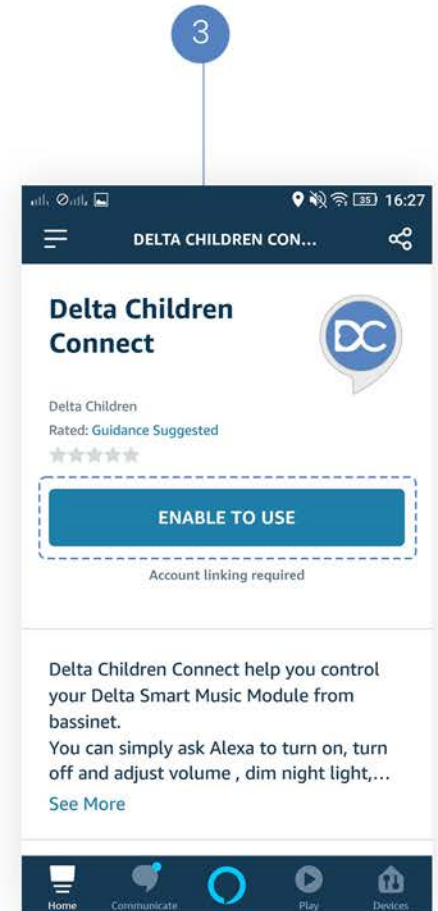 3
35 16:27
DELTA CHILDREN CON...
Delta Children
Connect
DC
Delta Children
Rated: Guidance Suggested
ENABLE TO USE
Account linking required
Delta Children Connect help you control
your Delta Smart Music Module from
bassinet.
You can simply ask Alexa to turn on, turn
off and adjust volume , dim night light,...
See More
Home Communicate Play Devices